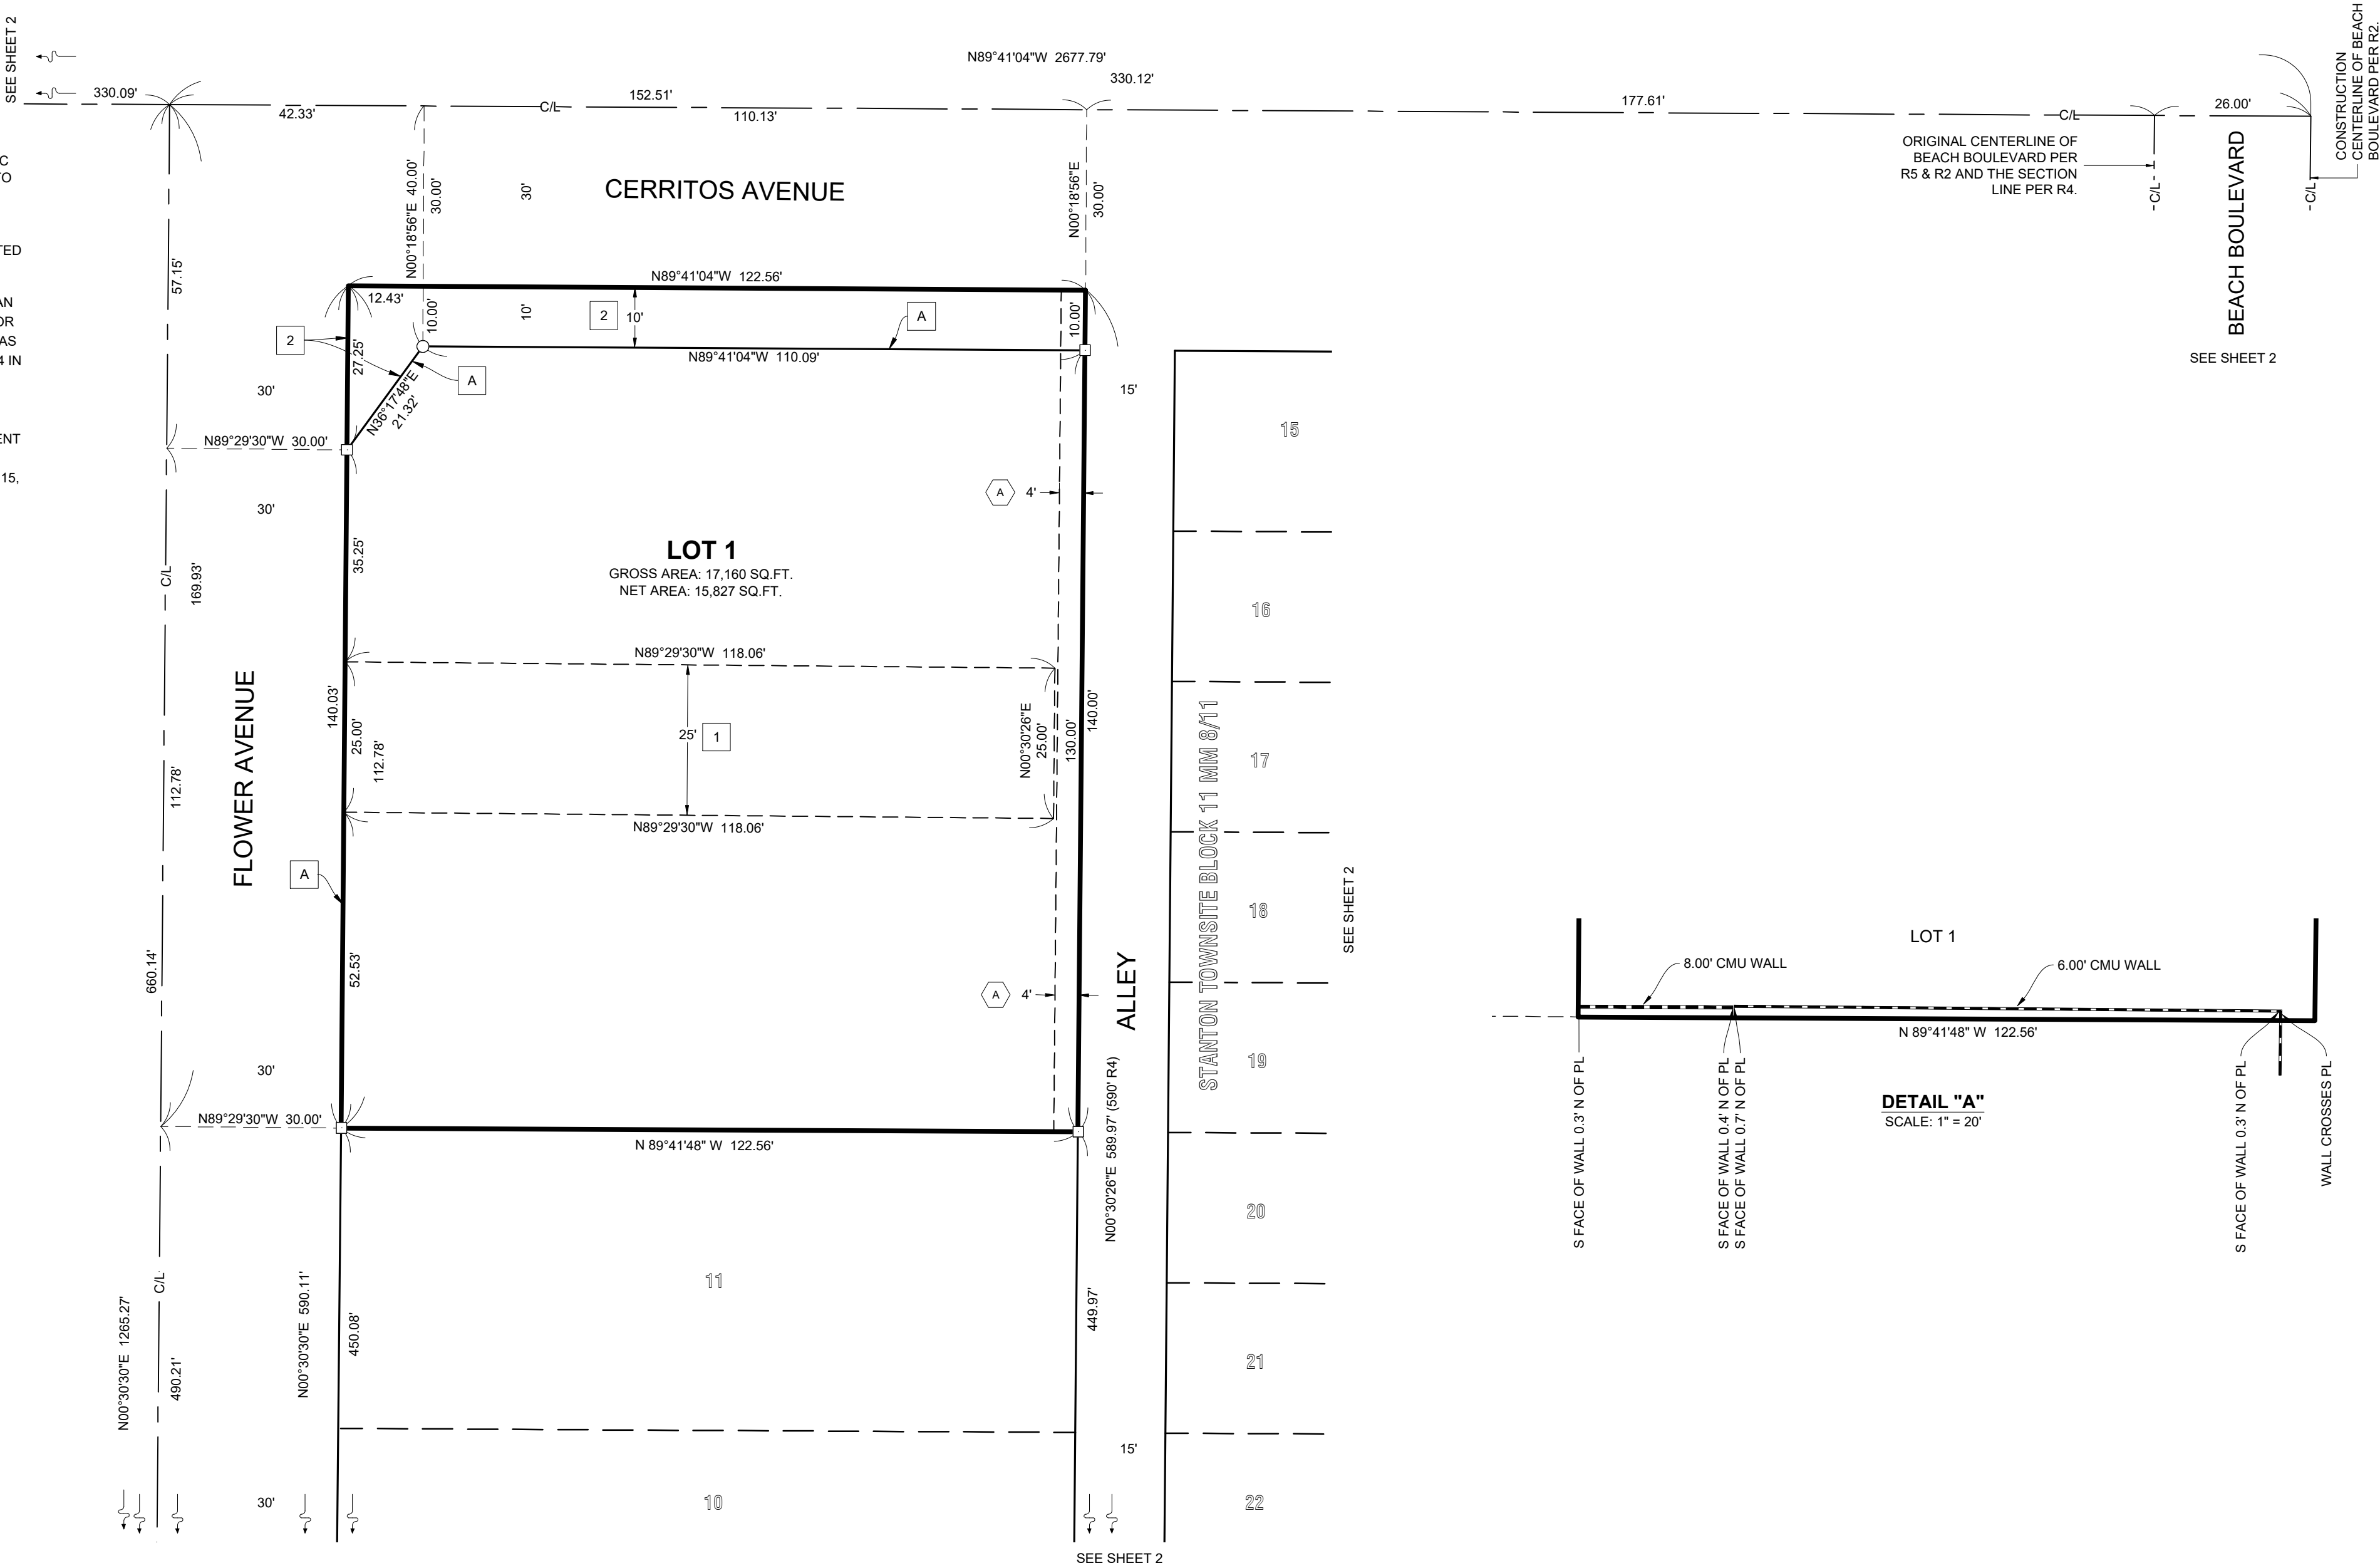 SEE SHEET 2
N89°41'04"W 2677.79'
330.09'
152.51'
330.12'
177.61'
26.00'
42.33'
C/L
110.13'
C/L
CONSTRUCTION
CENTERLINE OF BEACH
BOULEVARD PER R2.
ORIGINAL CENTERLINE OF
BEACH BOULEVARD PER
R5 & R2 AND THE SECTION
LINE PER R4.
C/L
C/L
BEACH BOULEVARD
SEE SHEET 2
C
TO
TED
AN
OR
AS
4 IN
ENT
15,
CERRITOS AVENUE
N00°18'56"E 40.00'
30.00'
30'
N00°18'56"E
30.00'
57.15'
N89°41'04"W 122.56'
12.43'
10.00'
10'
2
10'
A
10.00'
2
27.25'
N89°41'04"W 110.09'
A
N36°17'48"E
21.32'
30'
15'
N89°29'30"W 30.00'
15
30'
A
4'
35.25'
LOT 1
GROSS AREA: 17,160 SQ.FT.
NET AREA: 15,827 SQ.FT.
C/L
169.93'
16
N89°29'30"W 118.06'
FLOWER AVENUE
140.03'
25.00'
112.78'
25'
1
N00°30'26"E
25.00'
130.00'
140.00'
112.78'
17
STANTON TOWNSITE BLOCK 11 MM 8/11
N89°29'30"W 118.06'
A
18
SEE SHEET 2
660.14'
52.53'
A
4'
ALLEY
19
30'
N89°29'30"W 30.00'
N 89°41'48" W 122.56'
N00°30'26"E 589.97' (590' R4)
20
11
C/L
N00°30'30"E 1265.27'
490.21'
N00°30'30"E 590.11'
450.08'
449.97'
21
15'
30'
10
22
SEE SHEET 2
LOT 1
8.00' CMU WALL
6.00' CMU WALL
N 89°41'48" W 122.56'
S FACE OF WALL 0.3' N OF PL
S FACE OF WALL 0.4' N OF PL
S FACE OF WALL 0.7' N OF PL
S FACE OF WALL 0.3' N OF PL
WALL CROSSES PL
DETAIL "A"
SCALE: 1" = 20'